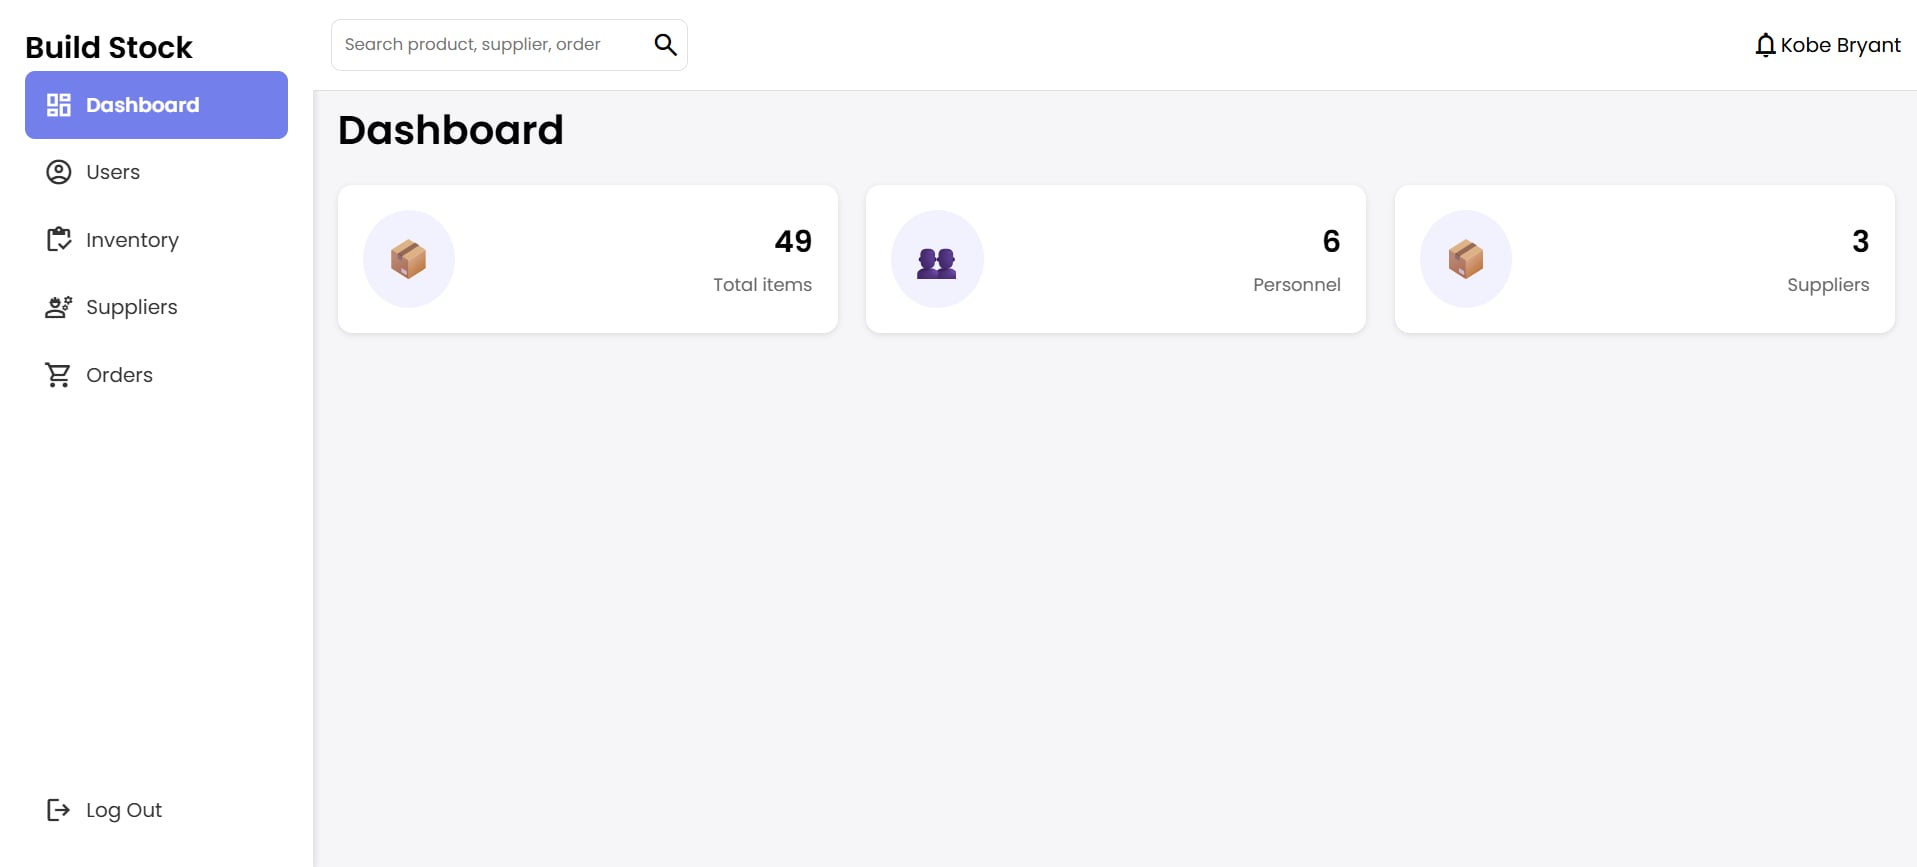 Build Stock
Dashboard
Users
Inventory
Suppliers
Orders
Log Out
Search product, supplier, order
Kobe Bryant
Dashboard
49
Total items
6
Personnel
3
Suppliers